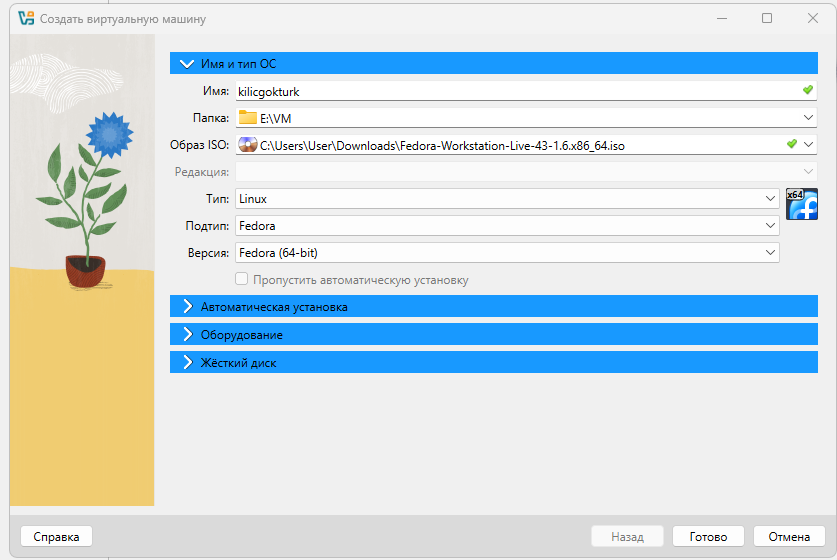 Создать виртуальную машину
Имя и тип ОС
Имя: kilicgokturk
Папка: E:\VM
Образ ISO: C:\Users\User\Downloads\Fedora-Workstation-Live-43-1.6.x86_64.iso
Редакция:
Тип: Linux
x64
Подтип: Fedora
Версия: Fedora (64-bit)
Пропустить автоматическую установку
Автоматическая установка
Оборудование
Жёсткий диск
Справка Назад Готово Отмена